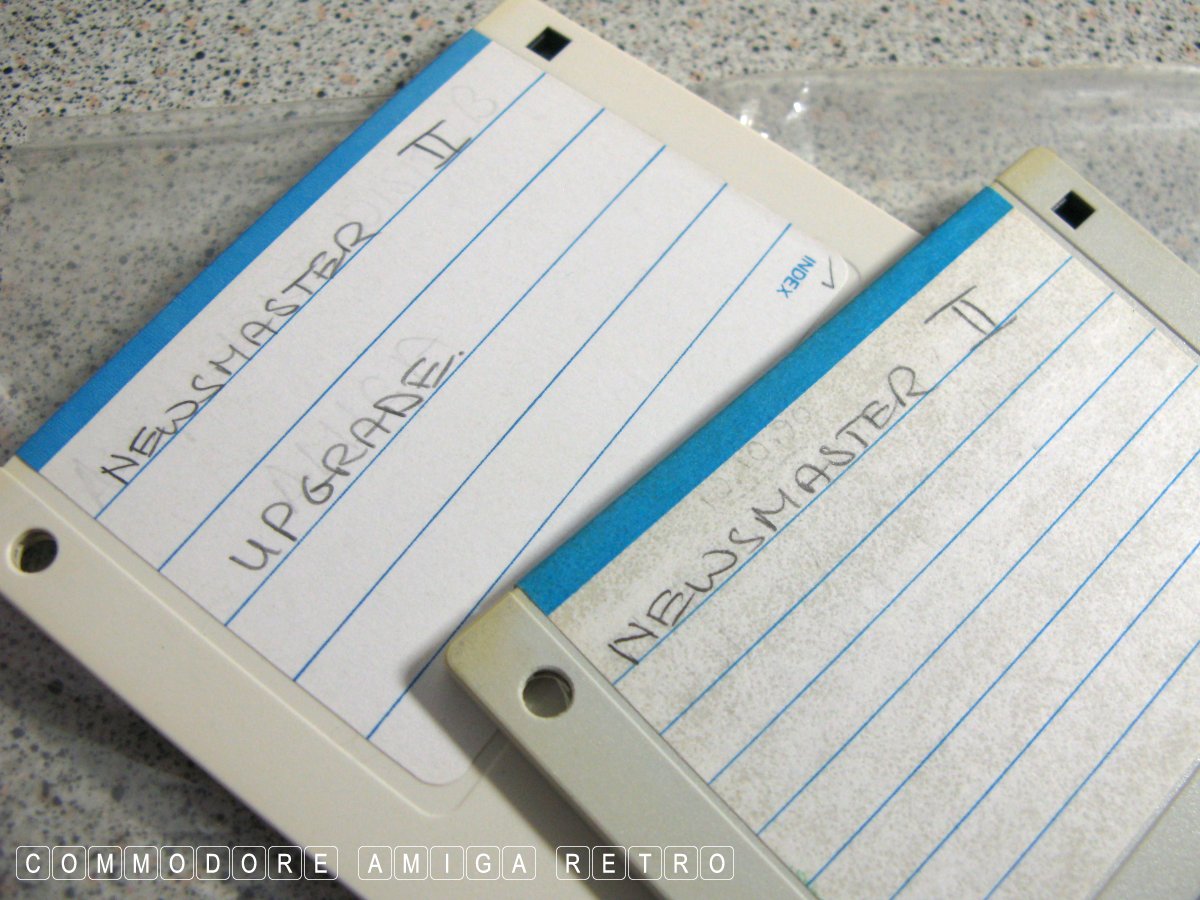 NEWSMASTER II
UPGRADE.
INDEX
NEWSMASTER II
COMMODORE AMIGA RETRO